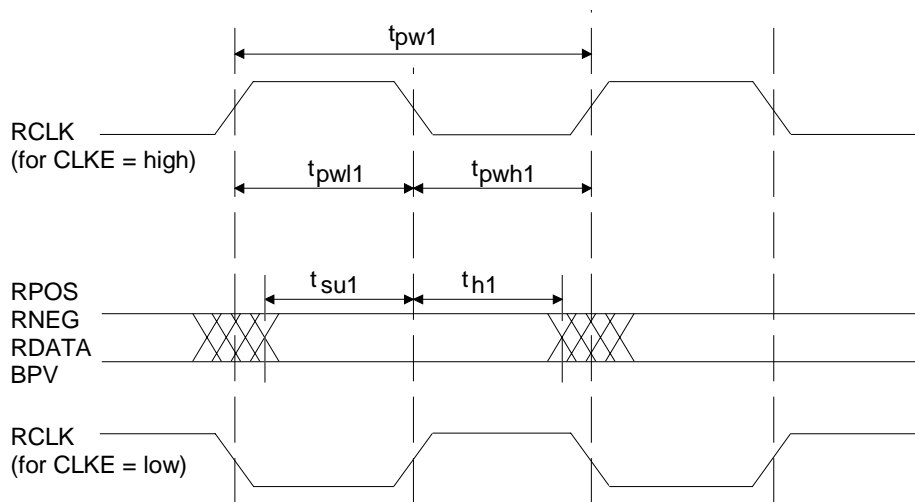 tpw1
RCLK
(for CLKE = high)
tpwl1 tpwh1
tsu1 th1
RPOS
RNEG
RDATA
BPV
RCLK
(for CLKE = low)